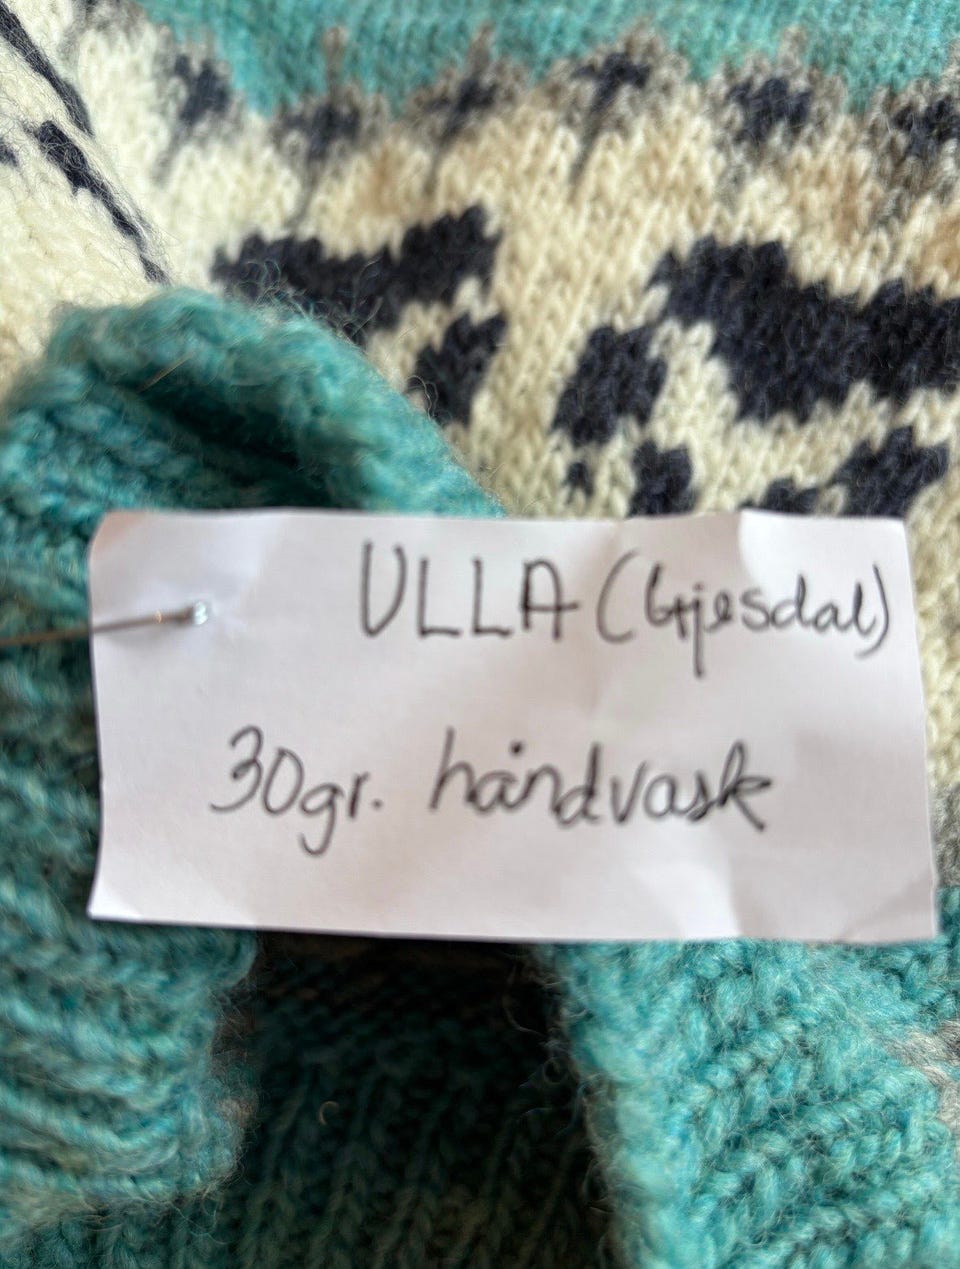 ULLA (Gjesdal)
30gr. håndvask